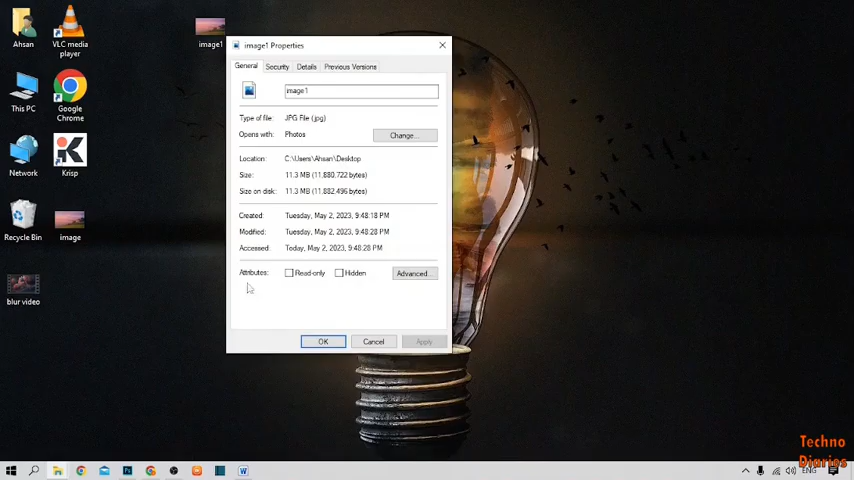 Ahsan
VLC media
player
image1
This PC
Google
Chrome
Network
Krisp
Recycle Bin
image
blur video
image1 Properties
General Security Details Previous Versions
image1
Type of file: JPG File (.jpg)
Opens with: Photos Change...
Location: C:\Users\Ahsan\Desktop
Size: 11.3 MB (11,880,722 bytes)
Size on disk: 11.3 MB (11,882,496 bytes)
Created: Tuesday, May 2, 2023, 9:48:18 PM
Modified: Tuesday, May 2, 2023, 9:48:28 PM
Accessed: Today, May 2, 2023, 9:48:28 PM
Attributes: Read-only Hidden Advanced...
OK Cancel Apply
Techno
Diaries
ENG